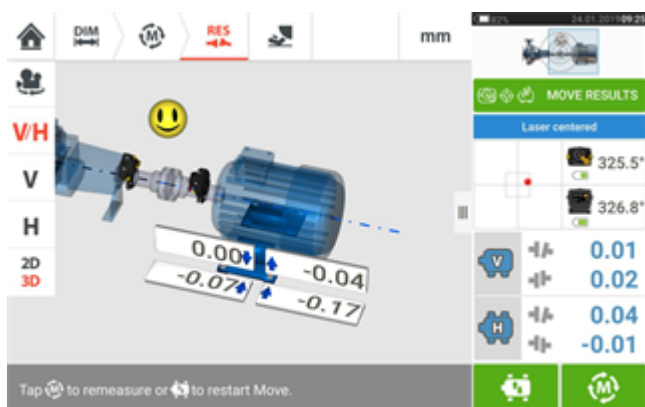 DIM
M
RES
mm
82%
24.01.2019 09:25
V/H
V
H
2D
3D
MOVE RESULTS
Laser centered
325.5°
326.8°
0.00
-0.04
-0.07
-0.17
V
0.01
0.02
H
0.04
-0.01
Tap M to remeasure or to restart Move.
M